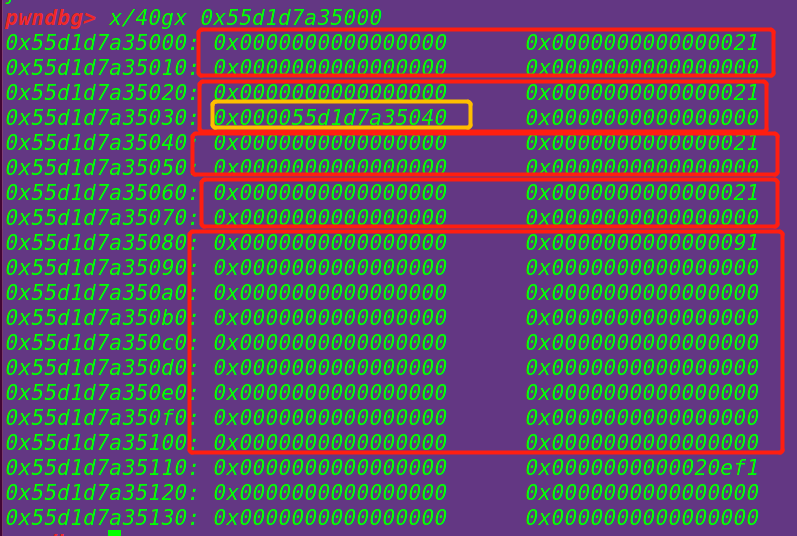 pwndbg> x/40gx 0x55d1d7a35000
0x55d1d7a35000: 0x0000000000000000 0x0000000000000021
0x55d1d7a35010: 0x0000000000000000 0x0000000000000000
0x55d1d7a35020: 0x0000000000000000 0x0000000000000021
0x55d1d7a35030: 0x000055d1d7a35040 0x0000000000000000
0x55d1d7a35040: 0x0000000000000000 0x0000000000000021
0x55d1d7a35050: 0x0000000000000000 0x0000000000000000
0x55d1d7a35060: 0x0000000000000000 0x0000000000000021
0x55d1d7a35070: 0x0000000000000000 0x0000000000000000
0x55d1d7a35080: 0x0000000000000000 0x0000000000000091
0x55d1d7a35090: 0x0000000000000000 0x0000000000000000
0x55d1d7a350a0: 0x0000000000000000 0x0000000000000000
0x55d1d7a350b0: 0x0000000000000000 0x0000000000000000
0x55d1d7a350c0: 0x0000000000000000 0x0000000000000000
0x55d1d7a350d0: 0x0000000000000000 0x0000000000000000
0x55d1d7a350e0: 0x0000000000000000 0x0000000000000000
0x55d1d7a350f0: 0x0000000000000000 0x0000000000000000
0x55d1d7a35100: 0x0000000000000000 0x0000000000000000
0x55d1d7a35110: 0x0000000000000000 0x0000000000020ef1
0x55d1d7a35120: 0x0000000000000000 0x0000000000000000
0x55d1d7a35130: 0x0000000000000000 0x0000000000000000